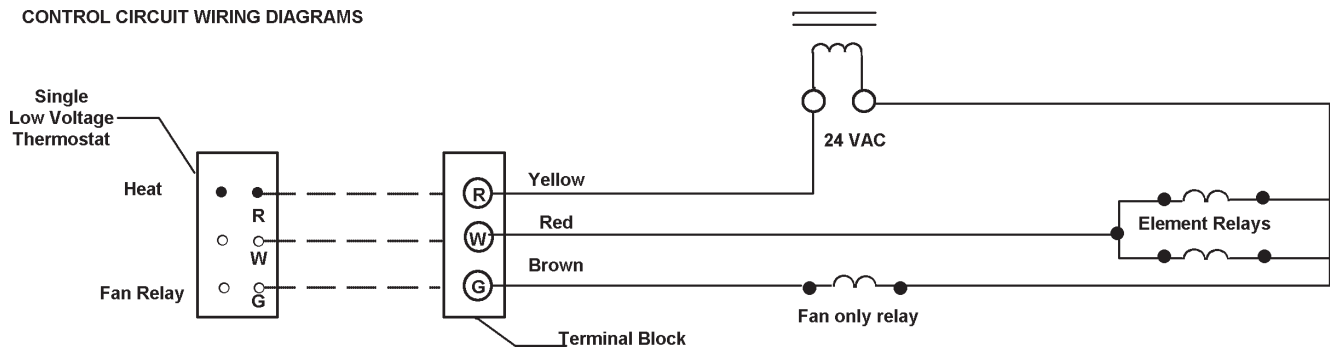 CONTROL CIRCUIT WIRING DIAGRAMS
Single
Low Voltage
Thermostat
24 VAC
Heat
R
R
Yellow
W
W
Red
Element Relays
Fan Relay
G
G
Brown
Fan only relay
Terminal Block